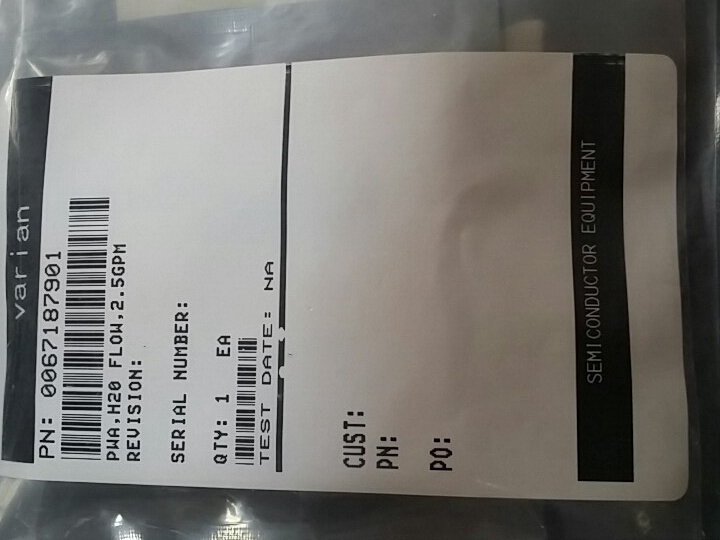 varian
PN: 0067187901
PWA,H20 FLOW,2.5GPM
REVISION:
SERIAL NUMBER:
QTY: 1 EA
TEST DATE: NA
CUST:
PN:
PO:
SEMICONDUCTOR EQUIPMENT